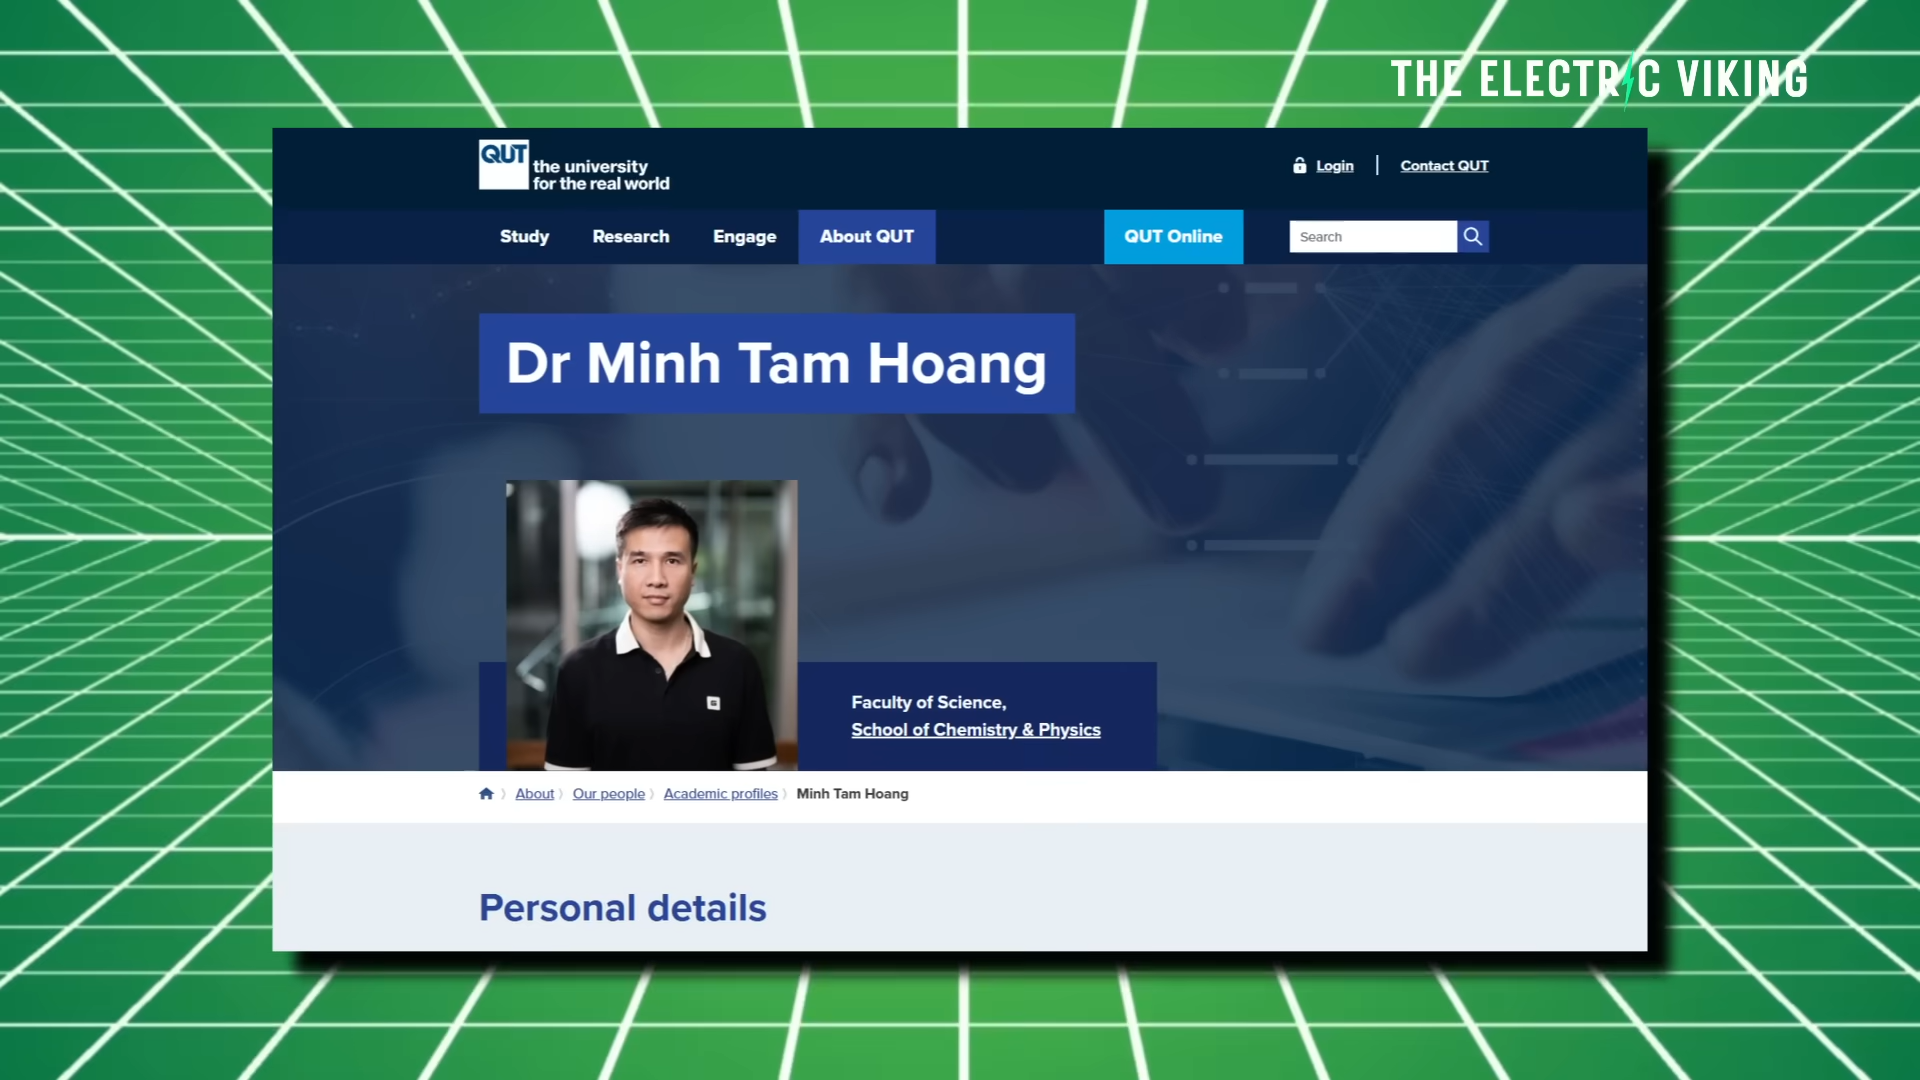 THE ELECTRIC VIKING
QUT
the university
for the real world
Login
Contact QUT
Study
Research
Engage
About QUT
QUT Online
Search
Dr Minh Tam Hoang
Faculty of Science,
School of Chemistry & Physics
About
Our people
Academic profiles
Minh Tam Hoang
Personal details